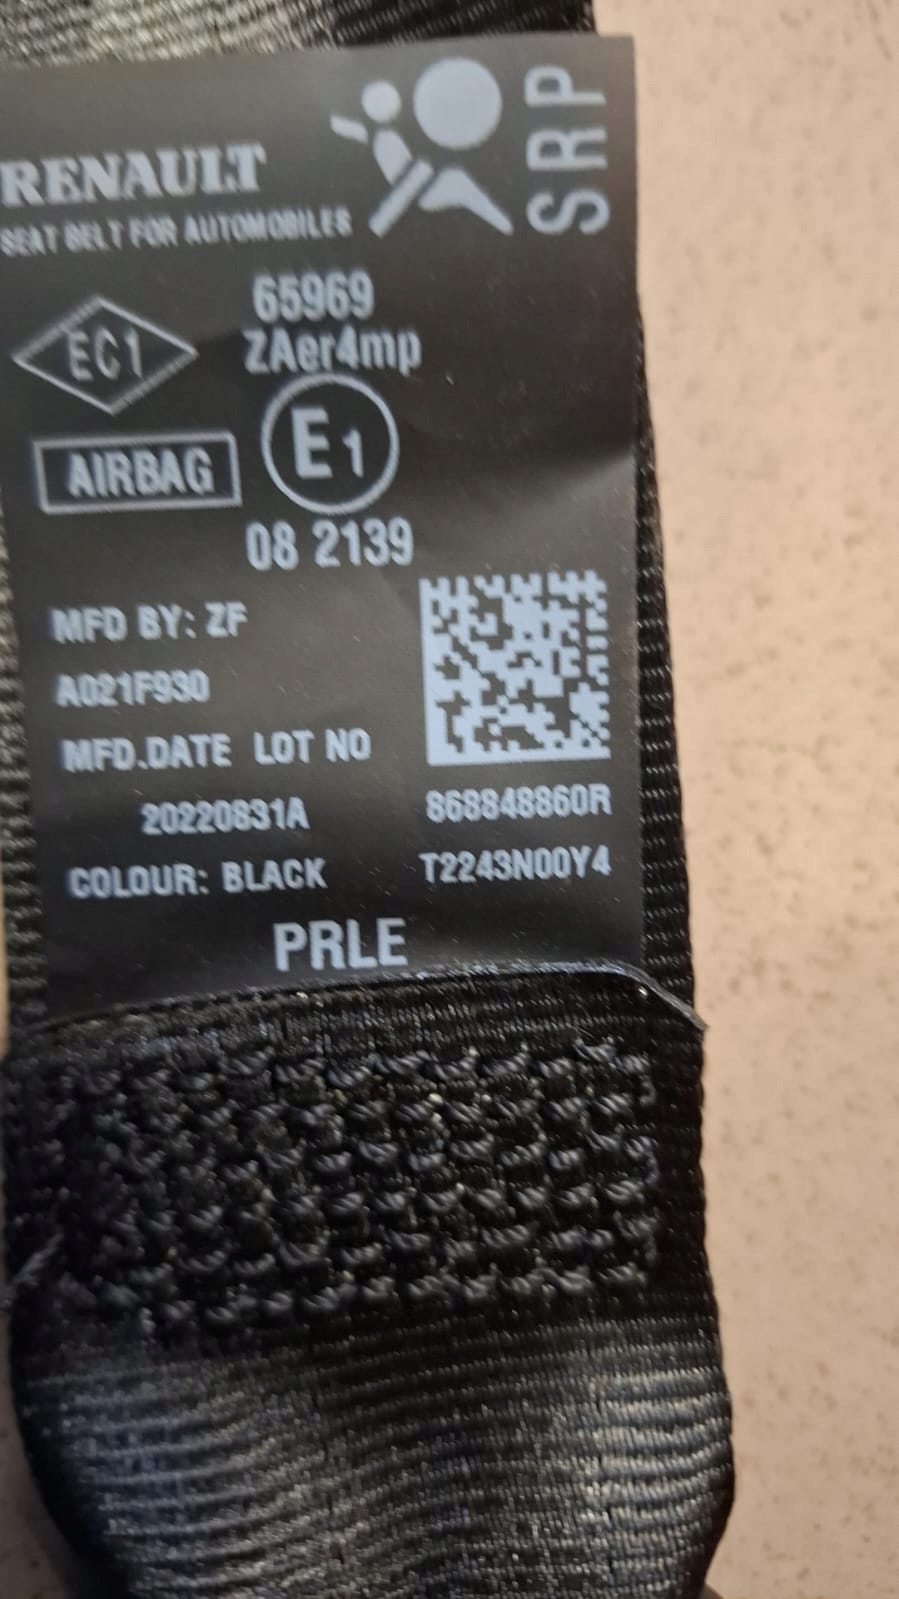 RENAULT
SRP
SEAT BELT FOR AUTOMOBILES
65969
EC1
ZAer4mp
E1
AIRBAG
08 2139
MFD BY: ZF
A021F930
MFD.DATE LOT NO
20220831A
868848860R
COLOUR: BLACK
T2243N00Y4
PRLE